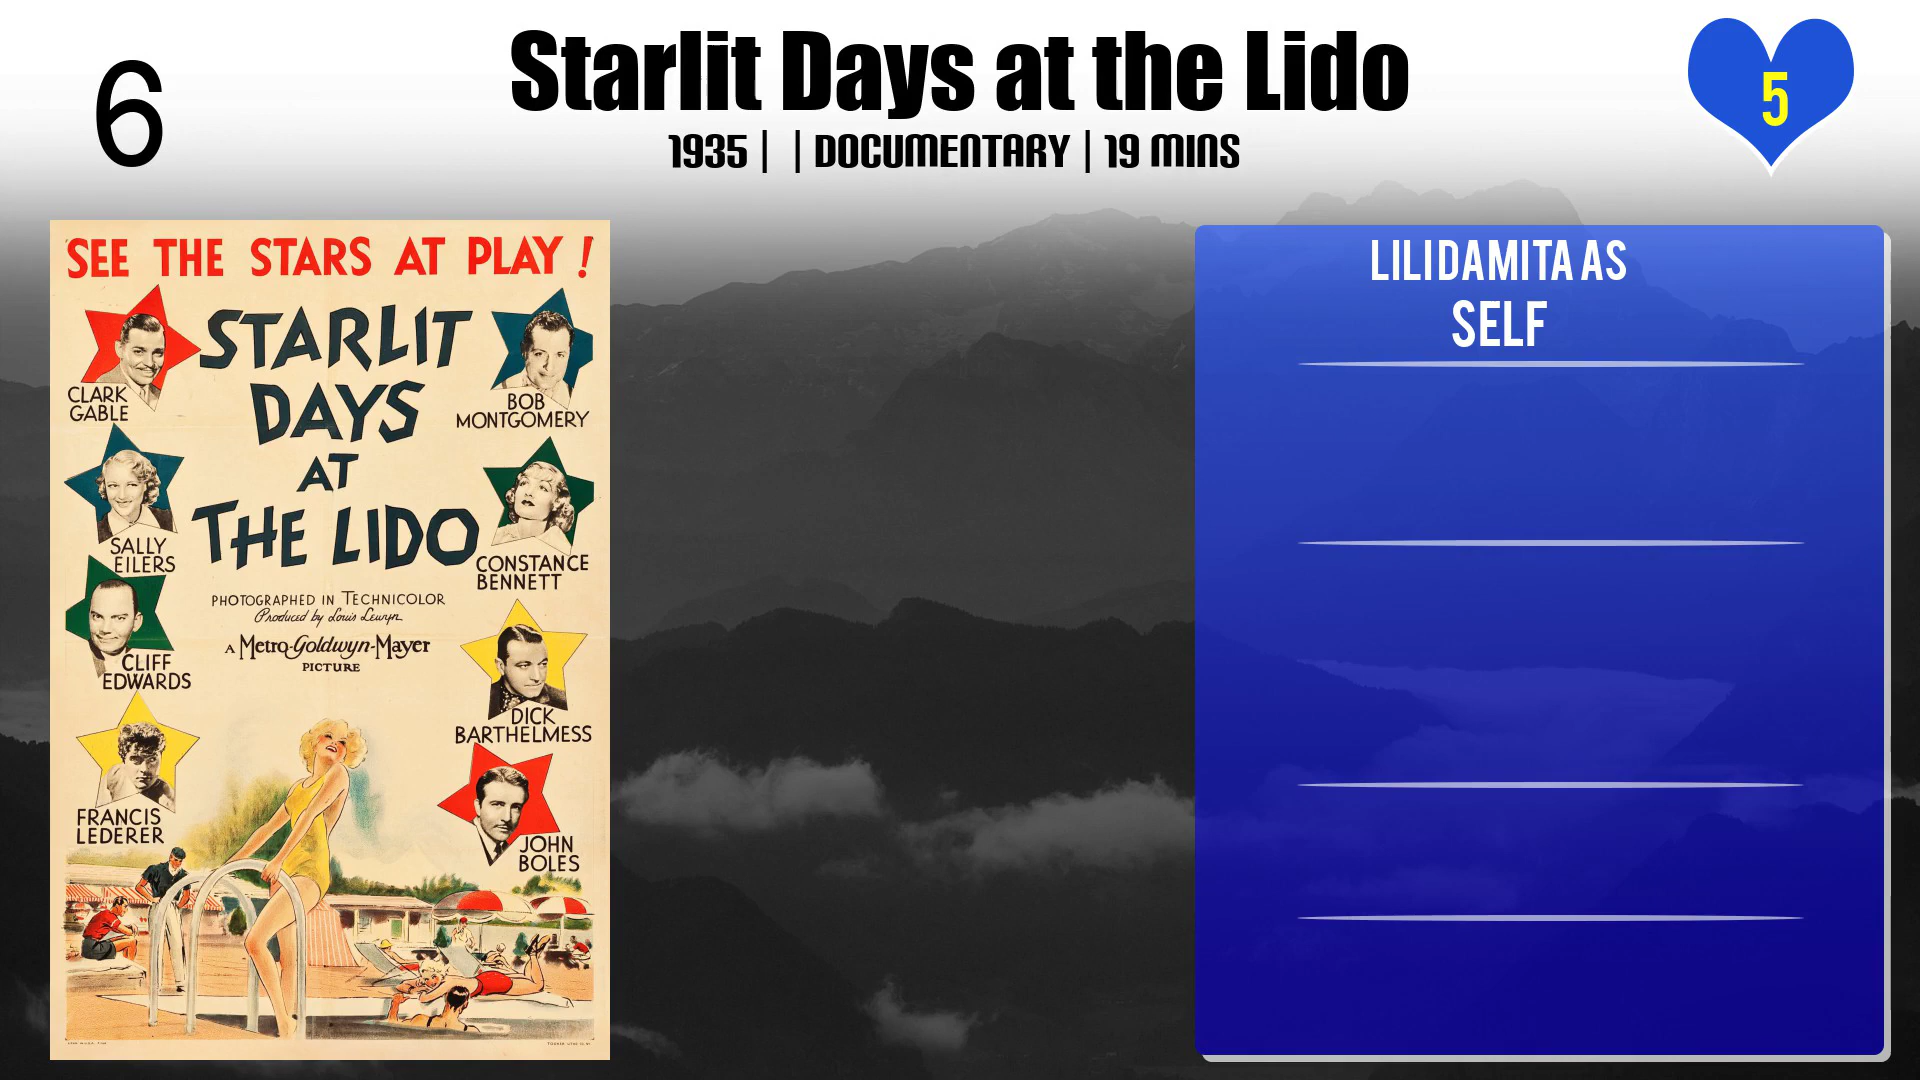 6
Starlit Days at the Lido
1935 | | DOCUMENTARY | 19 MINS
5
SEE THE STARS AT PLAY !
STARLIT
DAYS
AT
THE LIDO
CLARK
GABLE
BOB
MONTGOMERY
SALLY
EILERS
CONSTANCE
BENNETT
PHOTOGRAPHED IN TECHNICOLOR
Produced by Louis Lewyn
A Metro-Goldwyn-Mayer
PICTURE
CLIFF
EDWARDS
DICK
BARTHELMESS
FRANCIS
LEDERER
JOHN
BOLES
LILI DAMITA AS
SELF